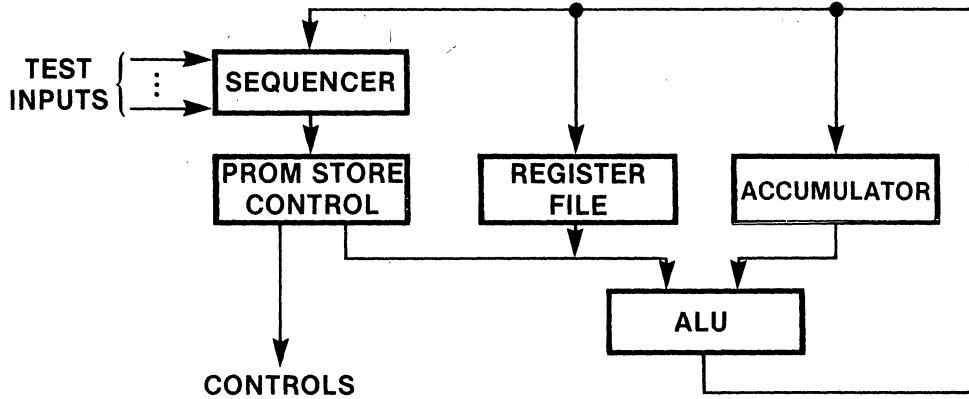 TEST
INPUTS
SEQUENCER
PROM STORE
CONTROL
REGISTER
FILE
ACCUMULATOR
ALU
CONTROLS